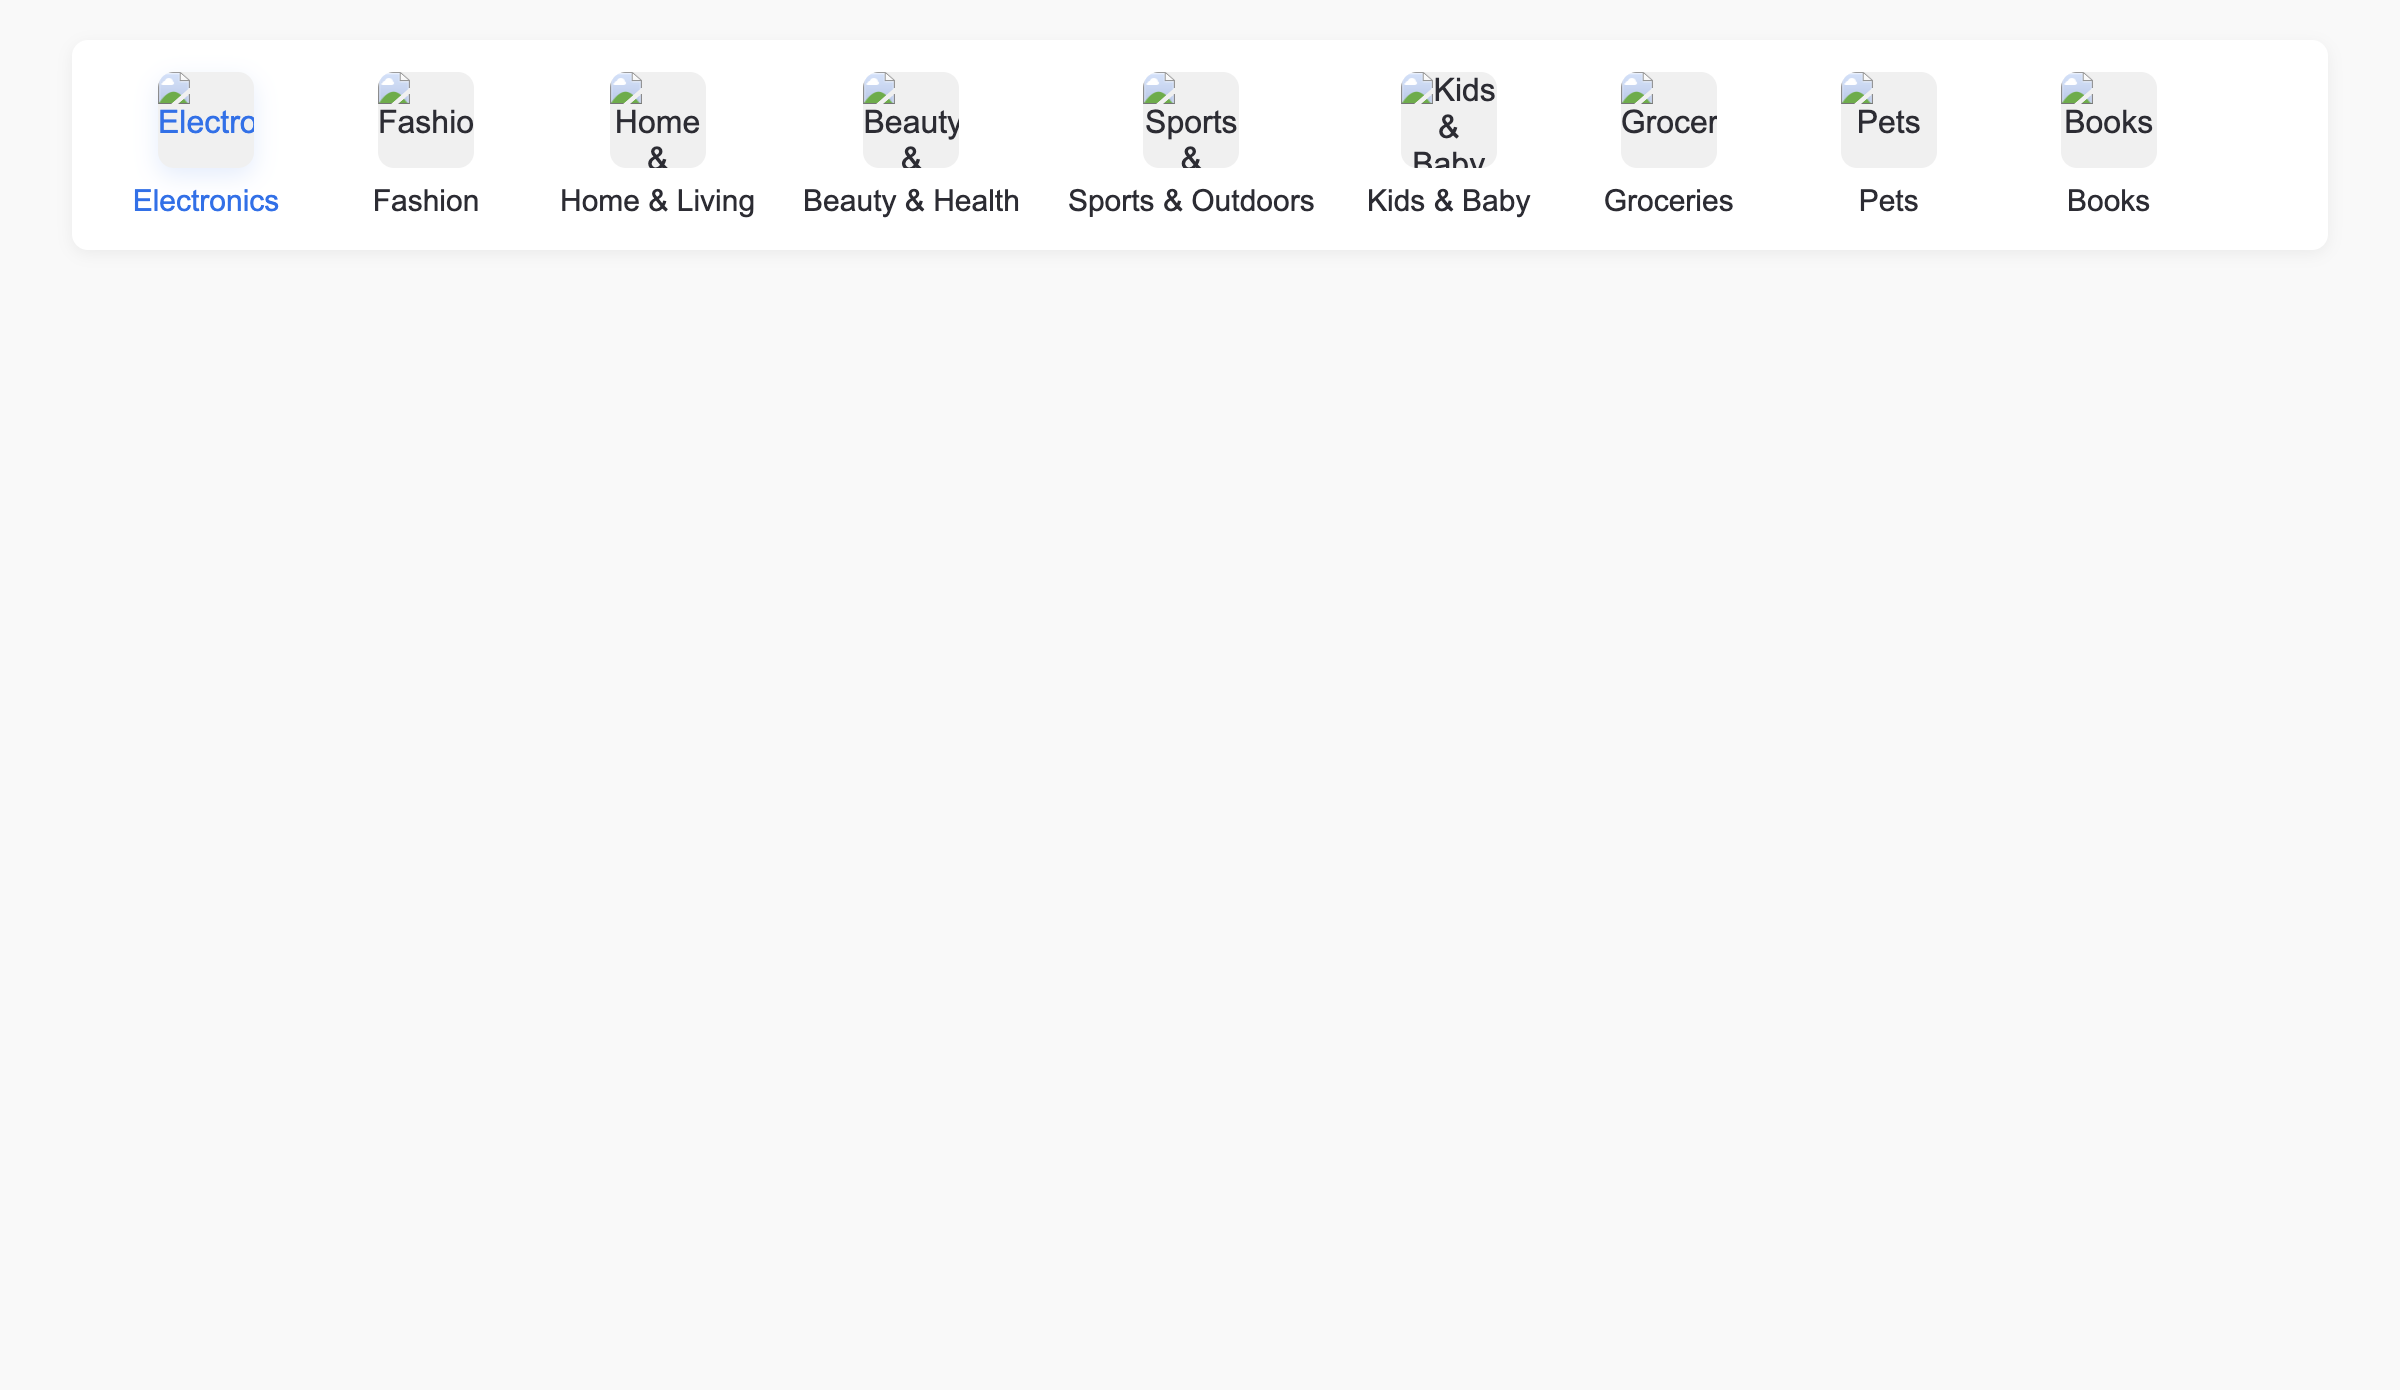 Electro
Fashio
Home
&
Beauty
&
Sports
&
Kids
&
Baby
Grocer
Pets
Books
Electronics
Fashion
Home & Living
Beauty & Health
Sports & Outdoors
Kids & Baby
Groceries
Pets
Books